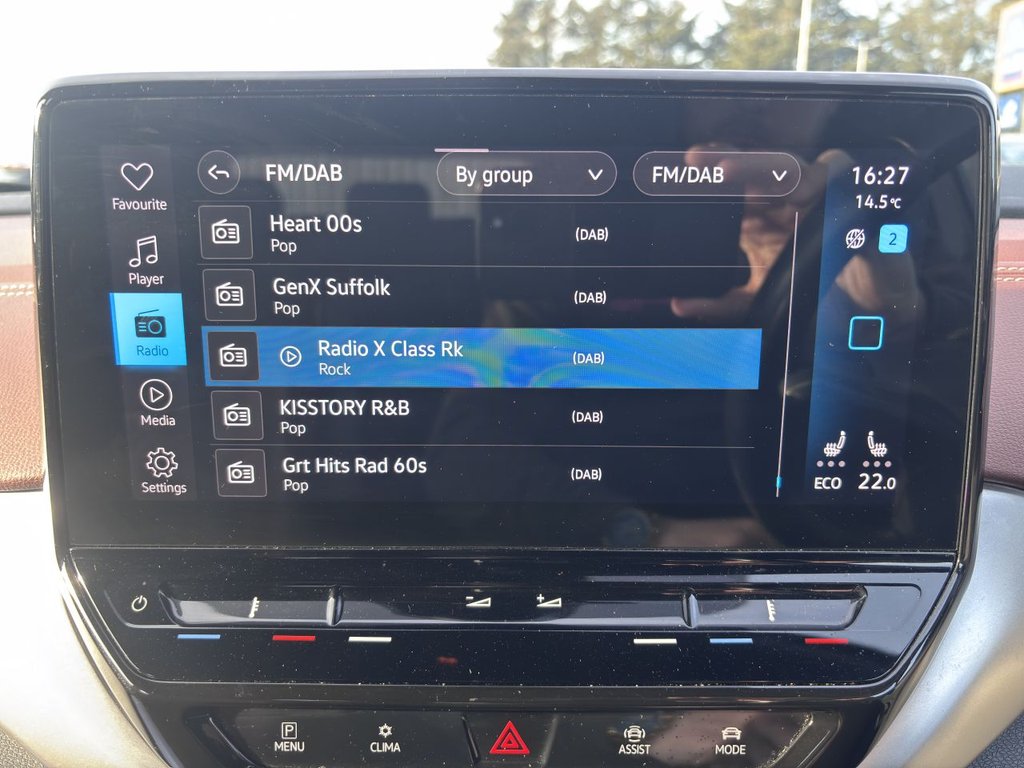 FM/DAB
By group
FM/DAB
16:27
14.5°C
2
Favourite
Player
Radio
Media
Settings
Heart 00s
Pop
(DAB)
GenX Suffolk
Pop
(DAB)
Radio X Class Rk
Rock
(DAB)
KISSTORY R&B
Pop
(DAB)
Grt Hits Rad 60s
Pop
(DAB)
ECO 22.0
P
MENU
CLIMA
ASSIST
MODE